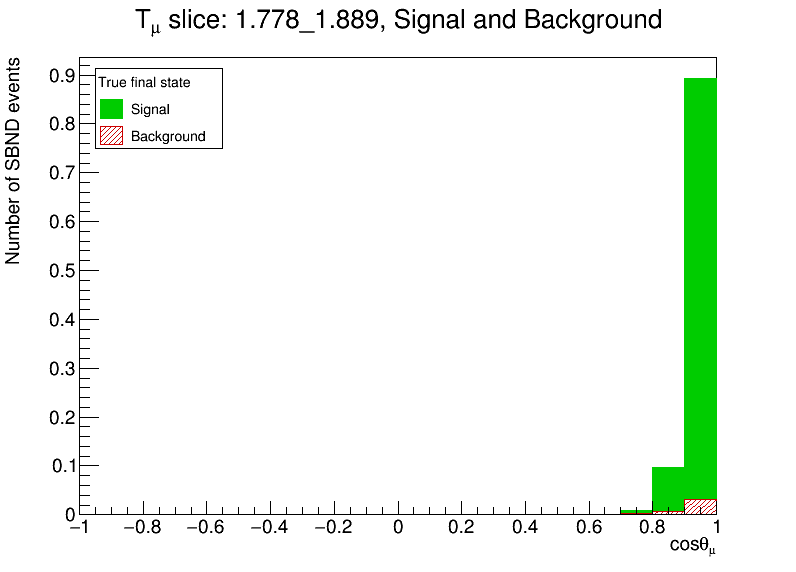 Tμ slice: 1.778_1.889, Signal and Background
Number of SBND events
True final state
Signal
Background
0.9
0.8
0.7
0.6
0.5
0.4
0.3
0.2
0.1
0
−1 −0.8 −0.6 −0.4 −0.2 0 0.2 0.4 0.6 0.8 1
cosθμ